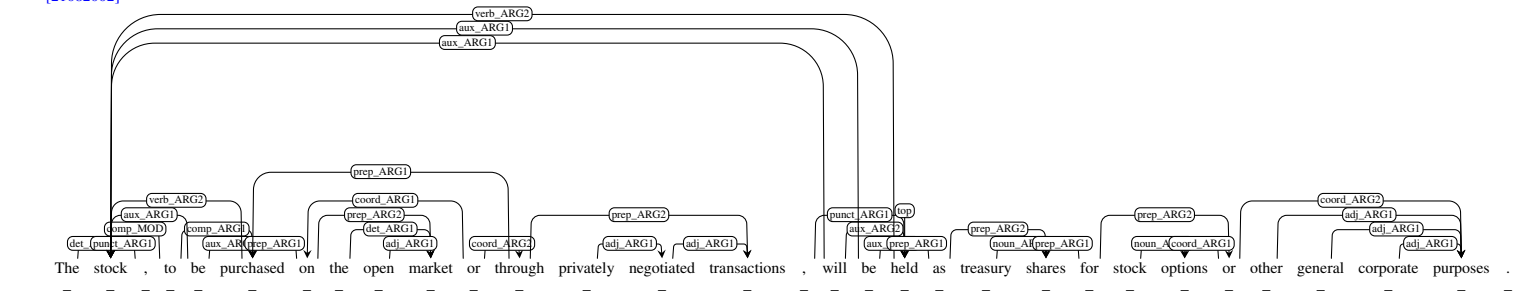 verb_ARG2
aux_ARG1
aux_ARG1
prep_ARG1
verb_ARG2 coord_ARG1 coord_ARG2
aux_ARG1 prep_ARG2 prep_ARG2 punct_ARG1 top prep_ARG2 adj_ARG1
comp_MOD comp_ARG1 det_ARG1 aux_ARG2 prep_ARG2 adj_ARG1
punct_ARG1 prep_ARG1 adj_ARG1 coord_ARG2 adj_ARG1 adj_ARG1 prep_ARG1 prep_ARG1 coord_ARG1 adj_ARG1
The stock , to be purchased on the open market or through privately negotiated transactions , will be held as treasury shares for stock options or other general corporate purposes .